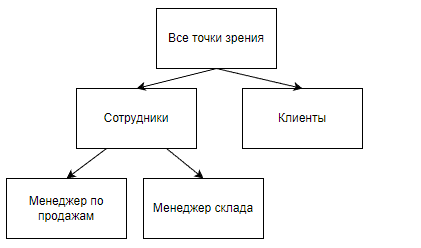 Все точки зрения
Сотрудники
Клиенты
Менеджер по
продажам
Менеджер склада